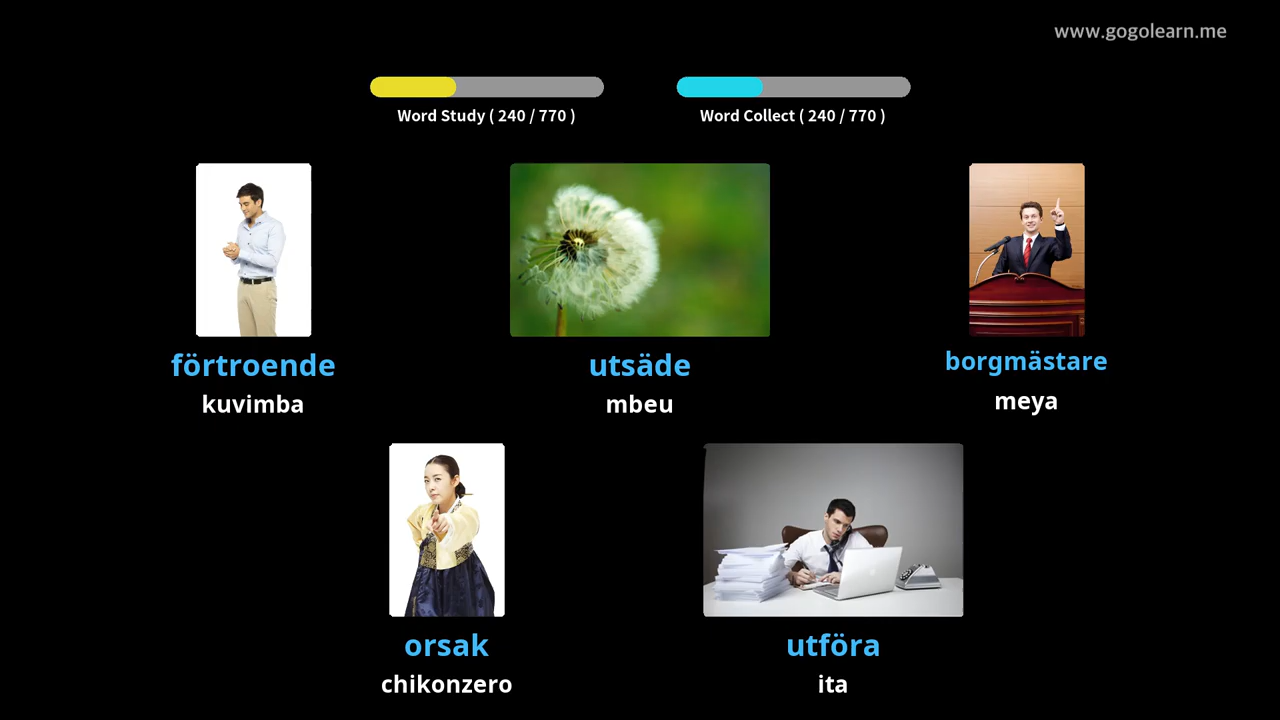 www.gogolearn.me
Word Study ( 240 / 770 )
Word Collect ( 240 / 770 )
förtroende
kuvimba
utsäde
mbeu
borgmästare
meya
orsak
chikonzero
utföra
ita